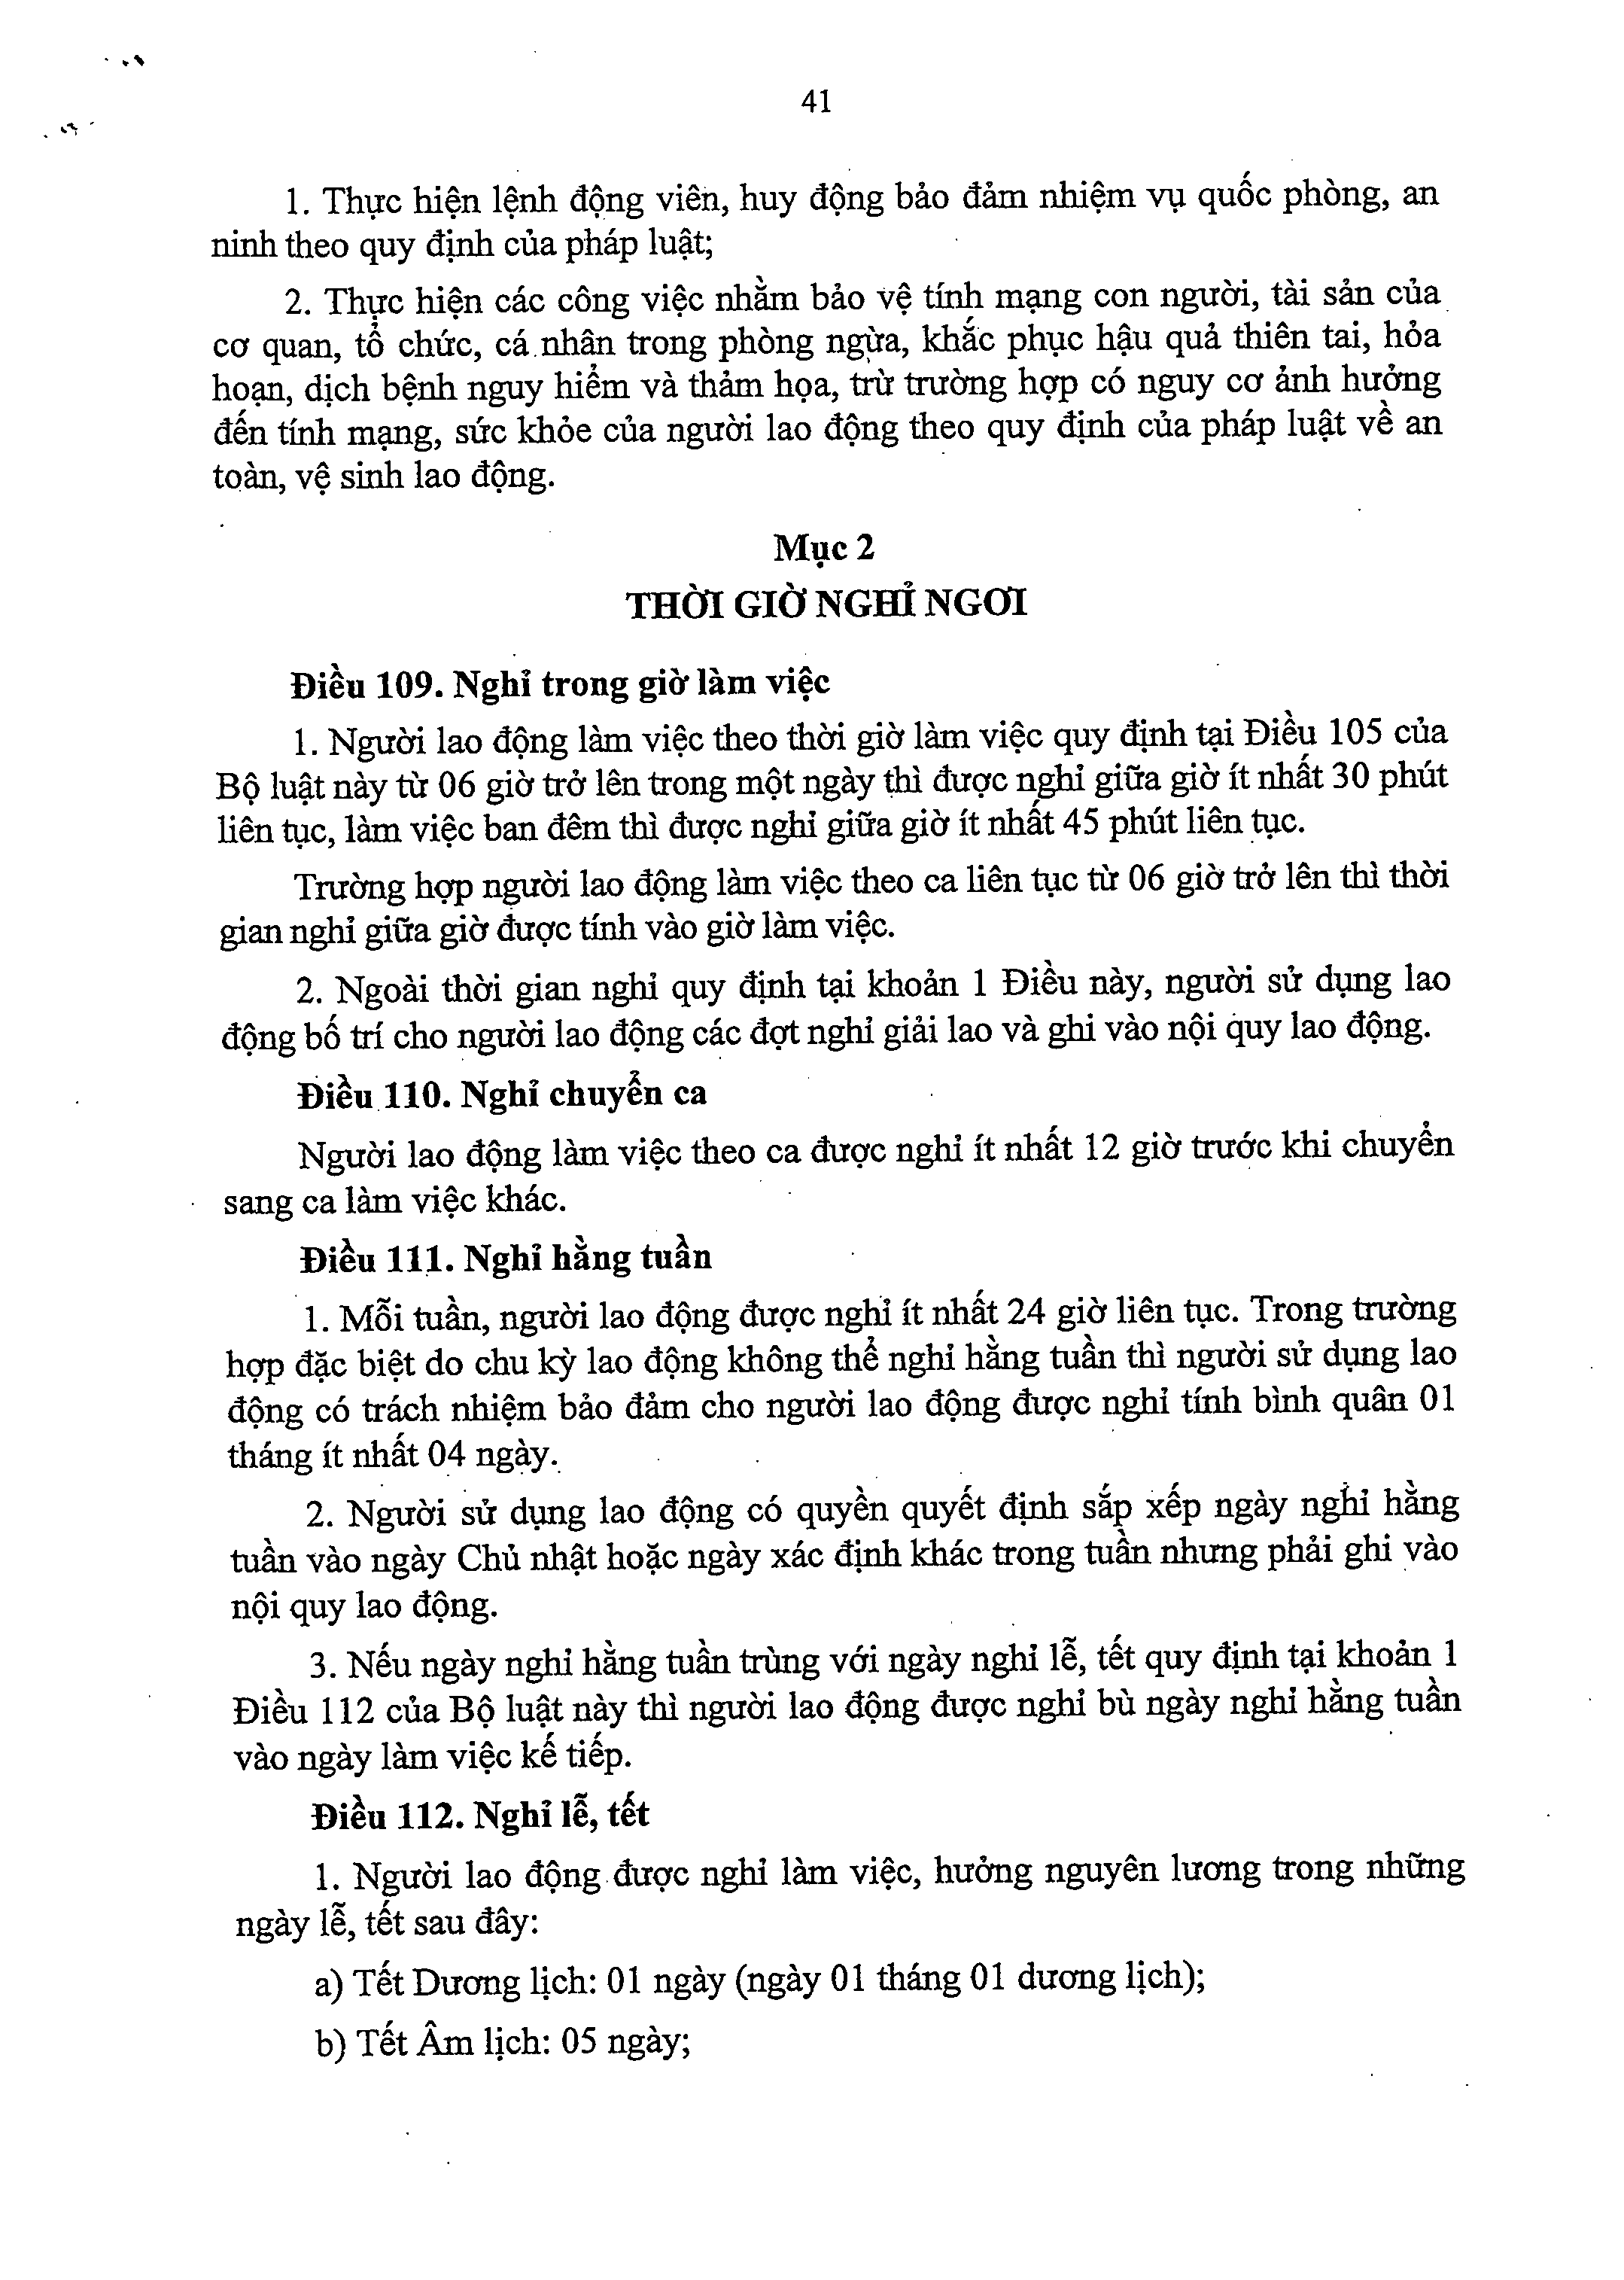 41
1. Thực hiện lệnh động viên, huy động bảo đảm nhiệm vụ quốc phòng, an
ninh theo quy định của pháp luật;
2. Thực hiện các công việc nhằm bảo vệ tính mạng con người, tài sản của
cơ quan, tổ chức, cá nhân trong phòng ngừa, khắc phục hậu quả thiên tai, hỏa
hoạn, dịch bệnh nguy hiểm và thảm họa, trừ trường hợp có nguy cơ ảnh hưởng
đến tính mạng, sức khỏe của người lao động theo quy định của pháp luật về an
toàn, vệ sinh lao động.
Mục 2
THỜI GIỜ NGHỈ NGƠI
Điều 109. Nghỉ trong giờ làm việc
1. Người lao động làm việc theo thời giờ làm việc quy định tại Điều 105 của
Bộ luật này từ 06 giờ trở lên trong một ngày thì được nghỉ giữa giờ ít nhất 30 phút
liên tục, làm việc ban đêm thì được nghỉ giữa giờ ít nhất 45 phút liên tục.
Trường hợp người lao động làm việc theo ca liên tục từ 06 giờ trở lên thì thời
gian nghỉ giữa giờ được tính vào giờ làm việc.
2. Ngoài thời gian nghỉ quy định tại khoản 1 Điều này, người sử dụng lao
động bố trí cho người lao động các đợt nghỉ giải lao và ghi vào nội quy lao động.
Điều 110. Nghỉ chuyển ca
Người lao động làm việc theo ca được nghỉ ít nhất 12 giờ trước khi chuyển
sang ca làm việc khác.
Điều 111. Nghỉ hằng tuần
1. Mỗi tuần, người lao động được nghỉ ít nhất 24 giờ liên tục. Trong trường
hợp đặc biệt do chu kỳ lao động không thể nghỉ hằng tuần thì người sử dụng lao
động có trách nhiệm bảo đảm cho người lao động được nghỉ tính bình quân 01
tháng ít nhất 04 ngày.
2. Người sử dụng lao động có quyền quyết định sắp xếp ngày nghỉ hằng
tuần vào ngày Chủ nhật hoặc ngày xác định khác trong tuần nhưng phải ghi vào
nội quy lao động.
3. Nếu ngày nghỉ hằng tuần trùng với ngày nghỉ lễ, tết quy định tại khoản 1
Điều 112 của Bộ luật này thì người lao động được nghỉ bù ngày nghỉ hằng tuần
vào ngày làm việc kế tiếp.
Điều 112. Nghỉ lễ, tết
1. Người lao động được nghỉ làm việc, hưởng nguyên lương trong những
ngày lễ, tết sau đây:
a) Tết Dương lịch: 01 ngày (ngày 01 tháng 01 dương lịch);
b) Tết Âm lịch: 05 ngày;